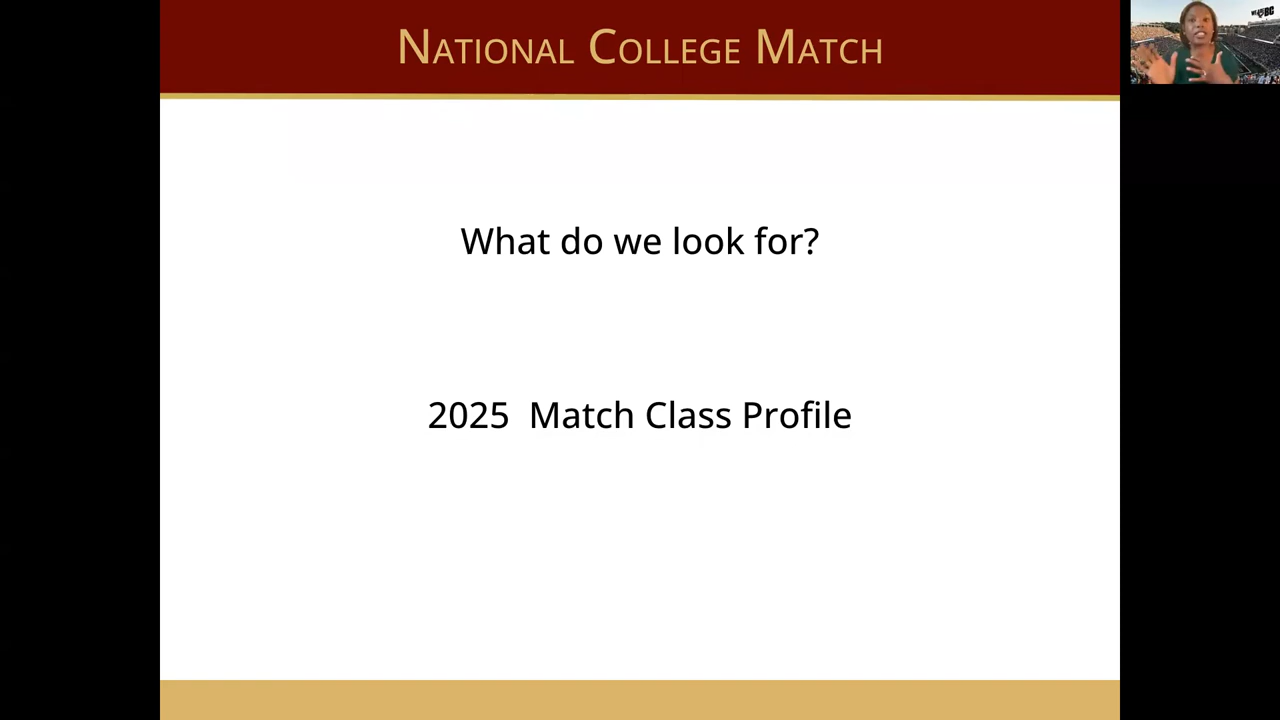 NATIONAL COLLEGE MATCH
What do we look for?
2025 Match Class Profile